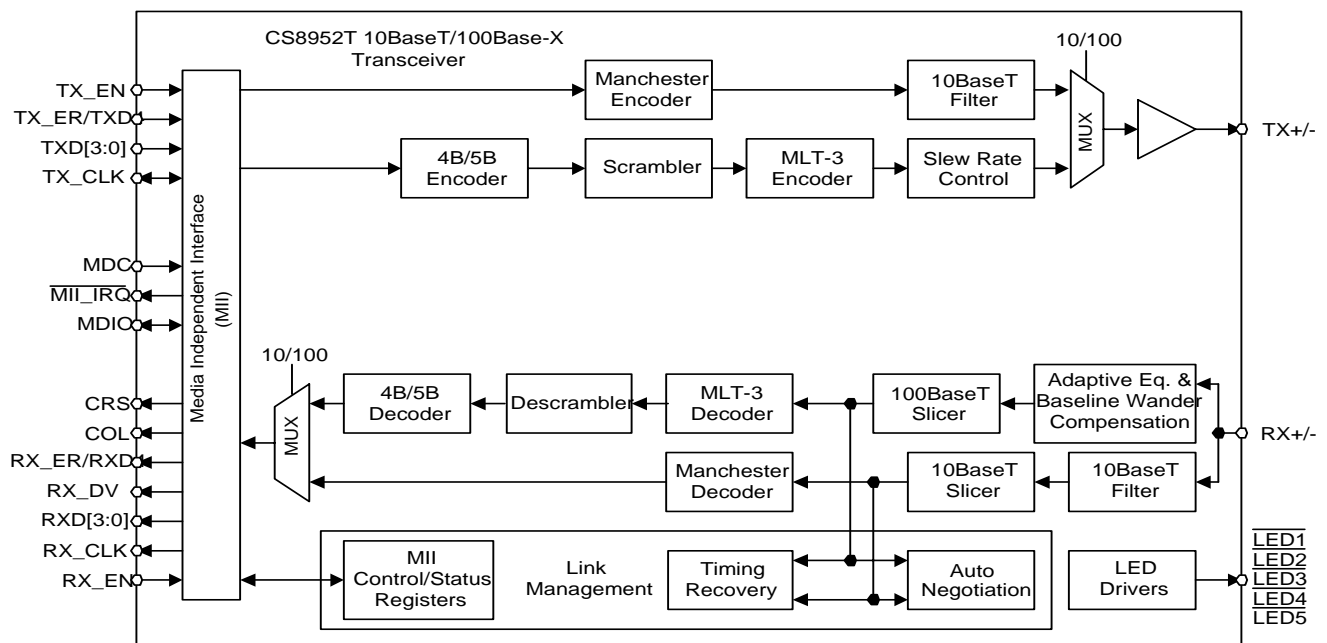 CS8952T 10BaseT/100Base-X
Transceiver
10/100
TX_EN
TX_ER/TXD4
TXD[3:0]
TX_CLK
MDC
MII_IRQ
MDIO
CRS
COL
RX_ER/RXD4
RX_DV
RXD[3:0]
RX_CLK
RX_EN
Media Independent Interface
(MII)
Manchester
Encoder
10BaseT
Filter
MUX
TX+/-
4B/5B
Encoder
Scrambler
MLT-3
Encoder
Slew Rate
Control
10/100
MUX
4B/5B
Decoder
Descrambler
MLT-3
Decoder
100BaseT
Slicer
Adaptive Eq. &
Baseline Wander
Compensation
RX+/-
Manchester
Decoder
10BaseT
Slicer
10BaseT
Filter
MII
Control/Status
Registers
Link
Management
Timing
Recovery
Auto
Negotiation
LED
Drivers
LED1
LED2
LED3
LED4
LED5